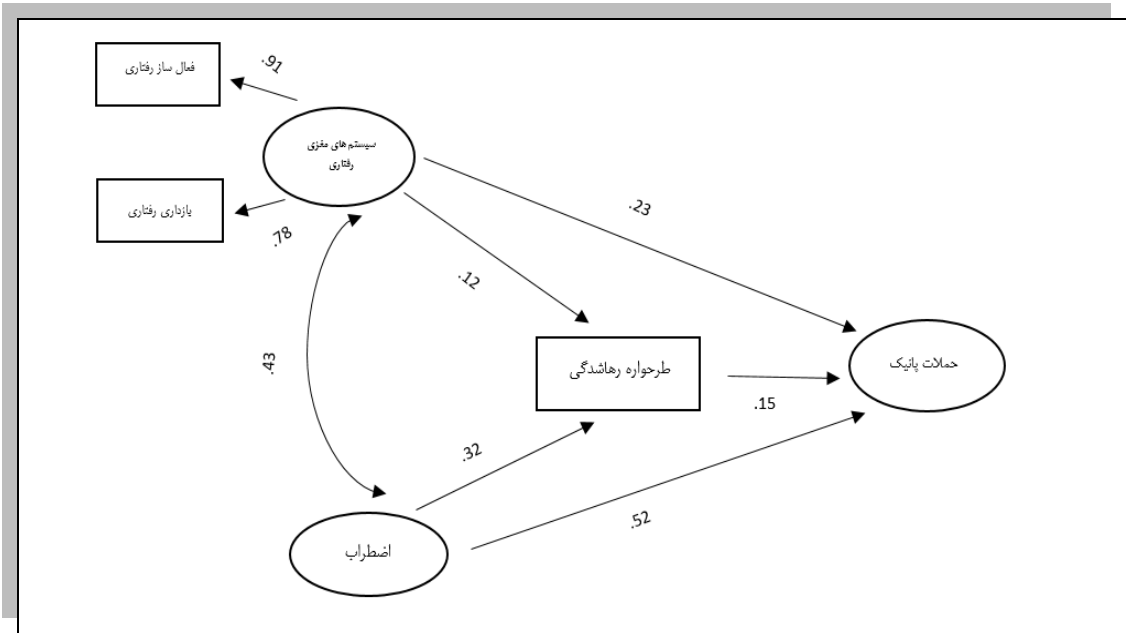 فعال ساز رفتاری
.91
سیستم های مغزی
رفتاری
بازداری رفتاری
.78
.23
.12
.43
طرحواره رهاشدگی
حملات پانیک
.15
.32
.52
اضطراب